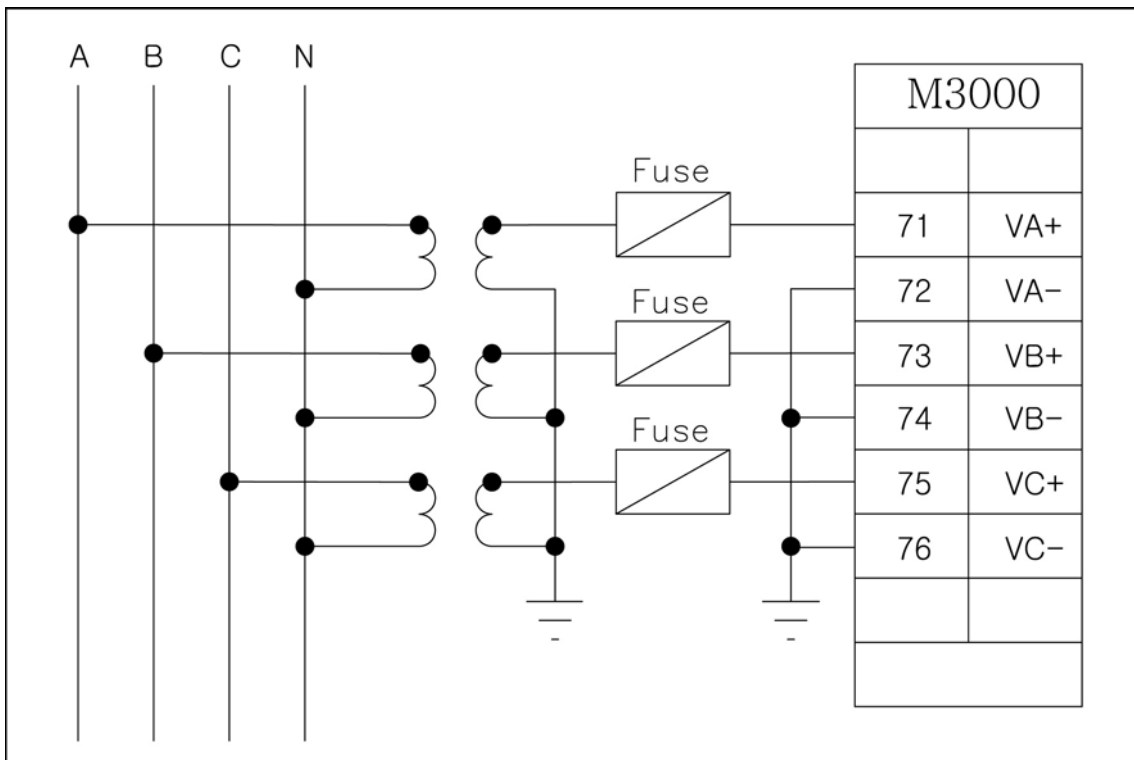 A B C N
M3000
Fuse
71 VA+
72 VA-
Fuse
73 VB+
74 VB-
Fuse
75 VC+
76 VC-